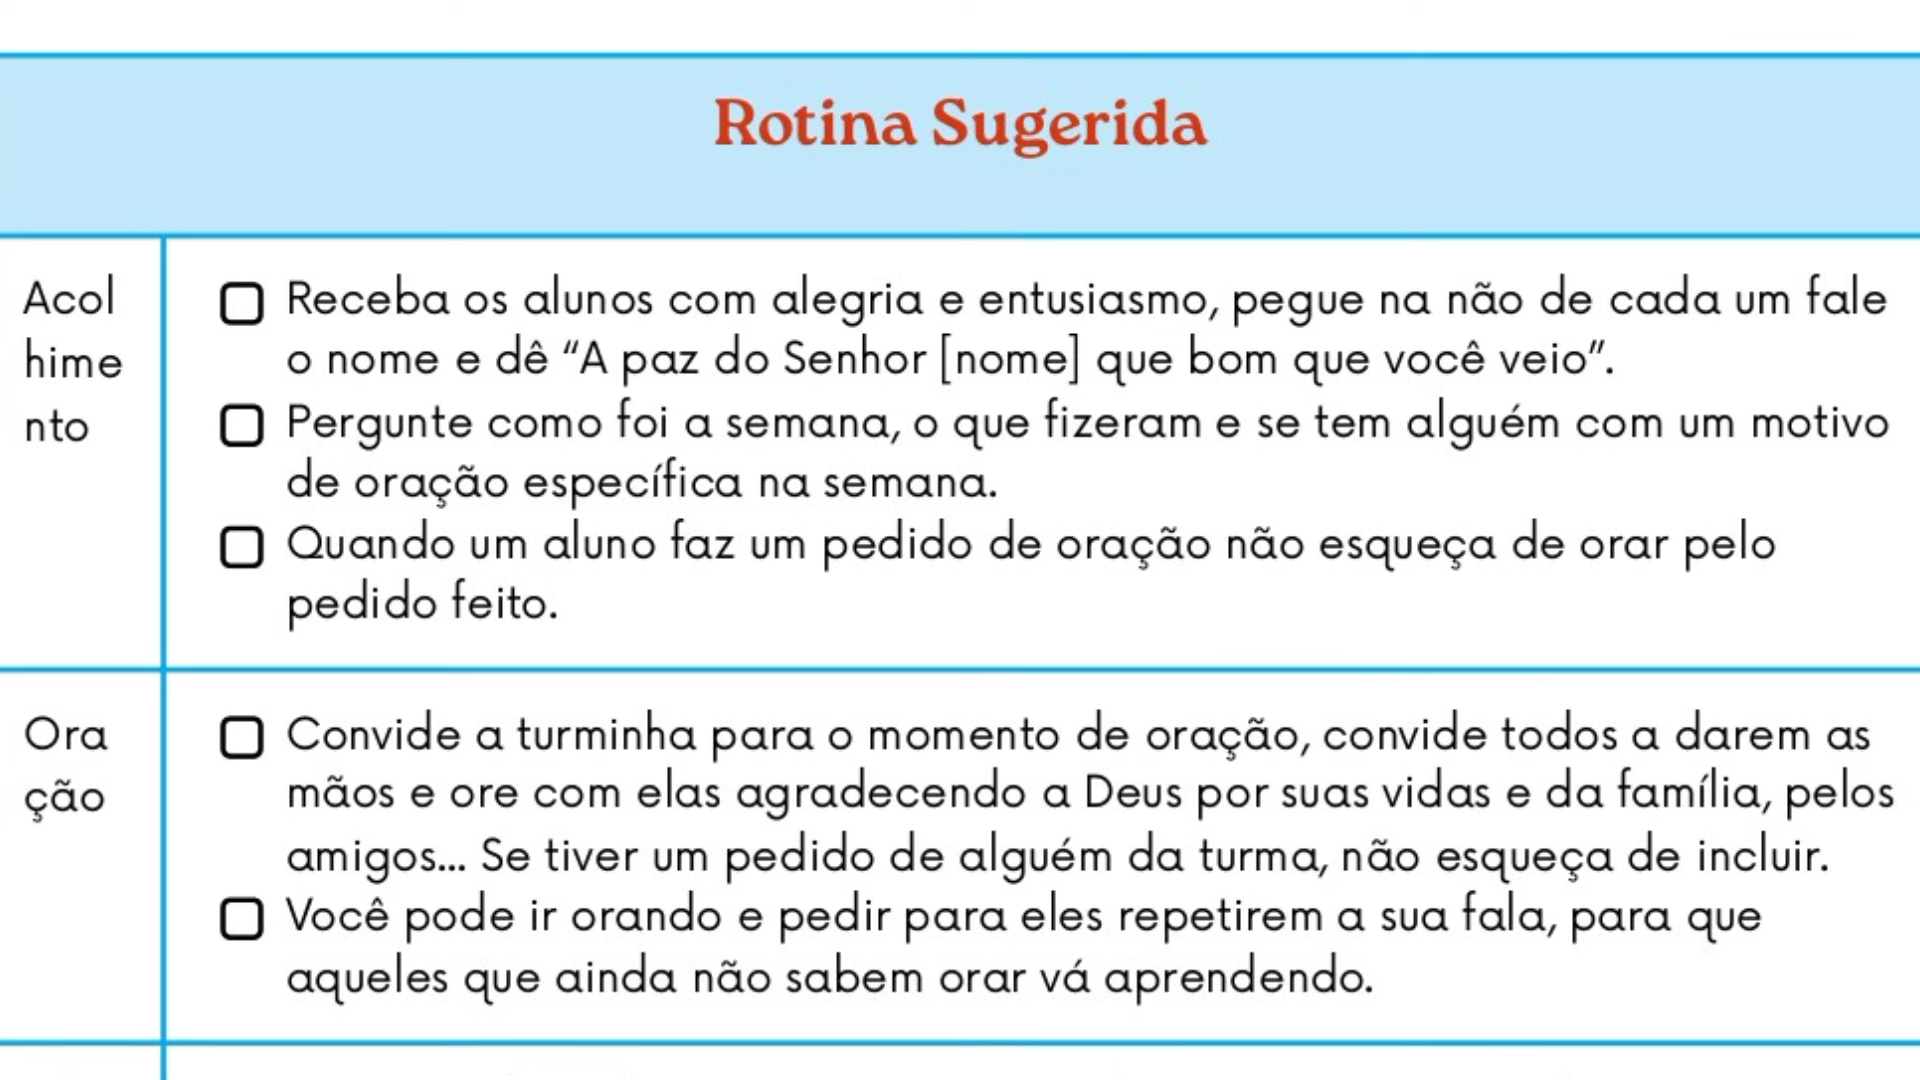 Rotina Sugerida
Acol
hime
nto
Receba os alunos com alegria e entusiasmo, pegue na não de cada um fale
o nome e dê “A paz do Senhor [nome] que bom que você veio”.
Pergunte como foi a semana, o que fizeram e se tem alguém com um motivo
de oração específica na semana.
Quando um aluno faz um pedido de oração não esqueça de orar pelo
pedido feito.
Ora
ção
Convide a turminha para o momento de oração, convide todos a darem as
mãos e ore com elas agradecendo a Deus por suas vidas e da família, pelos
amigos... Se tiver um pedido de alguém da turma, não esqueça de incluir.
Você pode ir orando e pedir para eles repetirem a sua fala, para que
aqueles que ainda não sabem orar vá aprendendo.